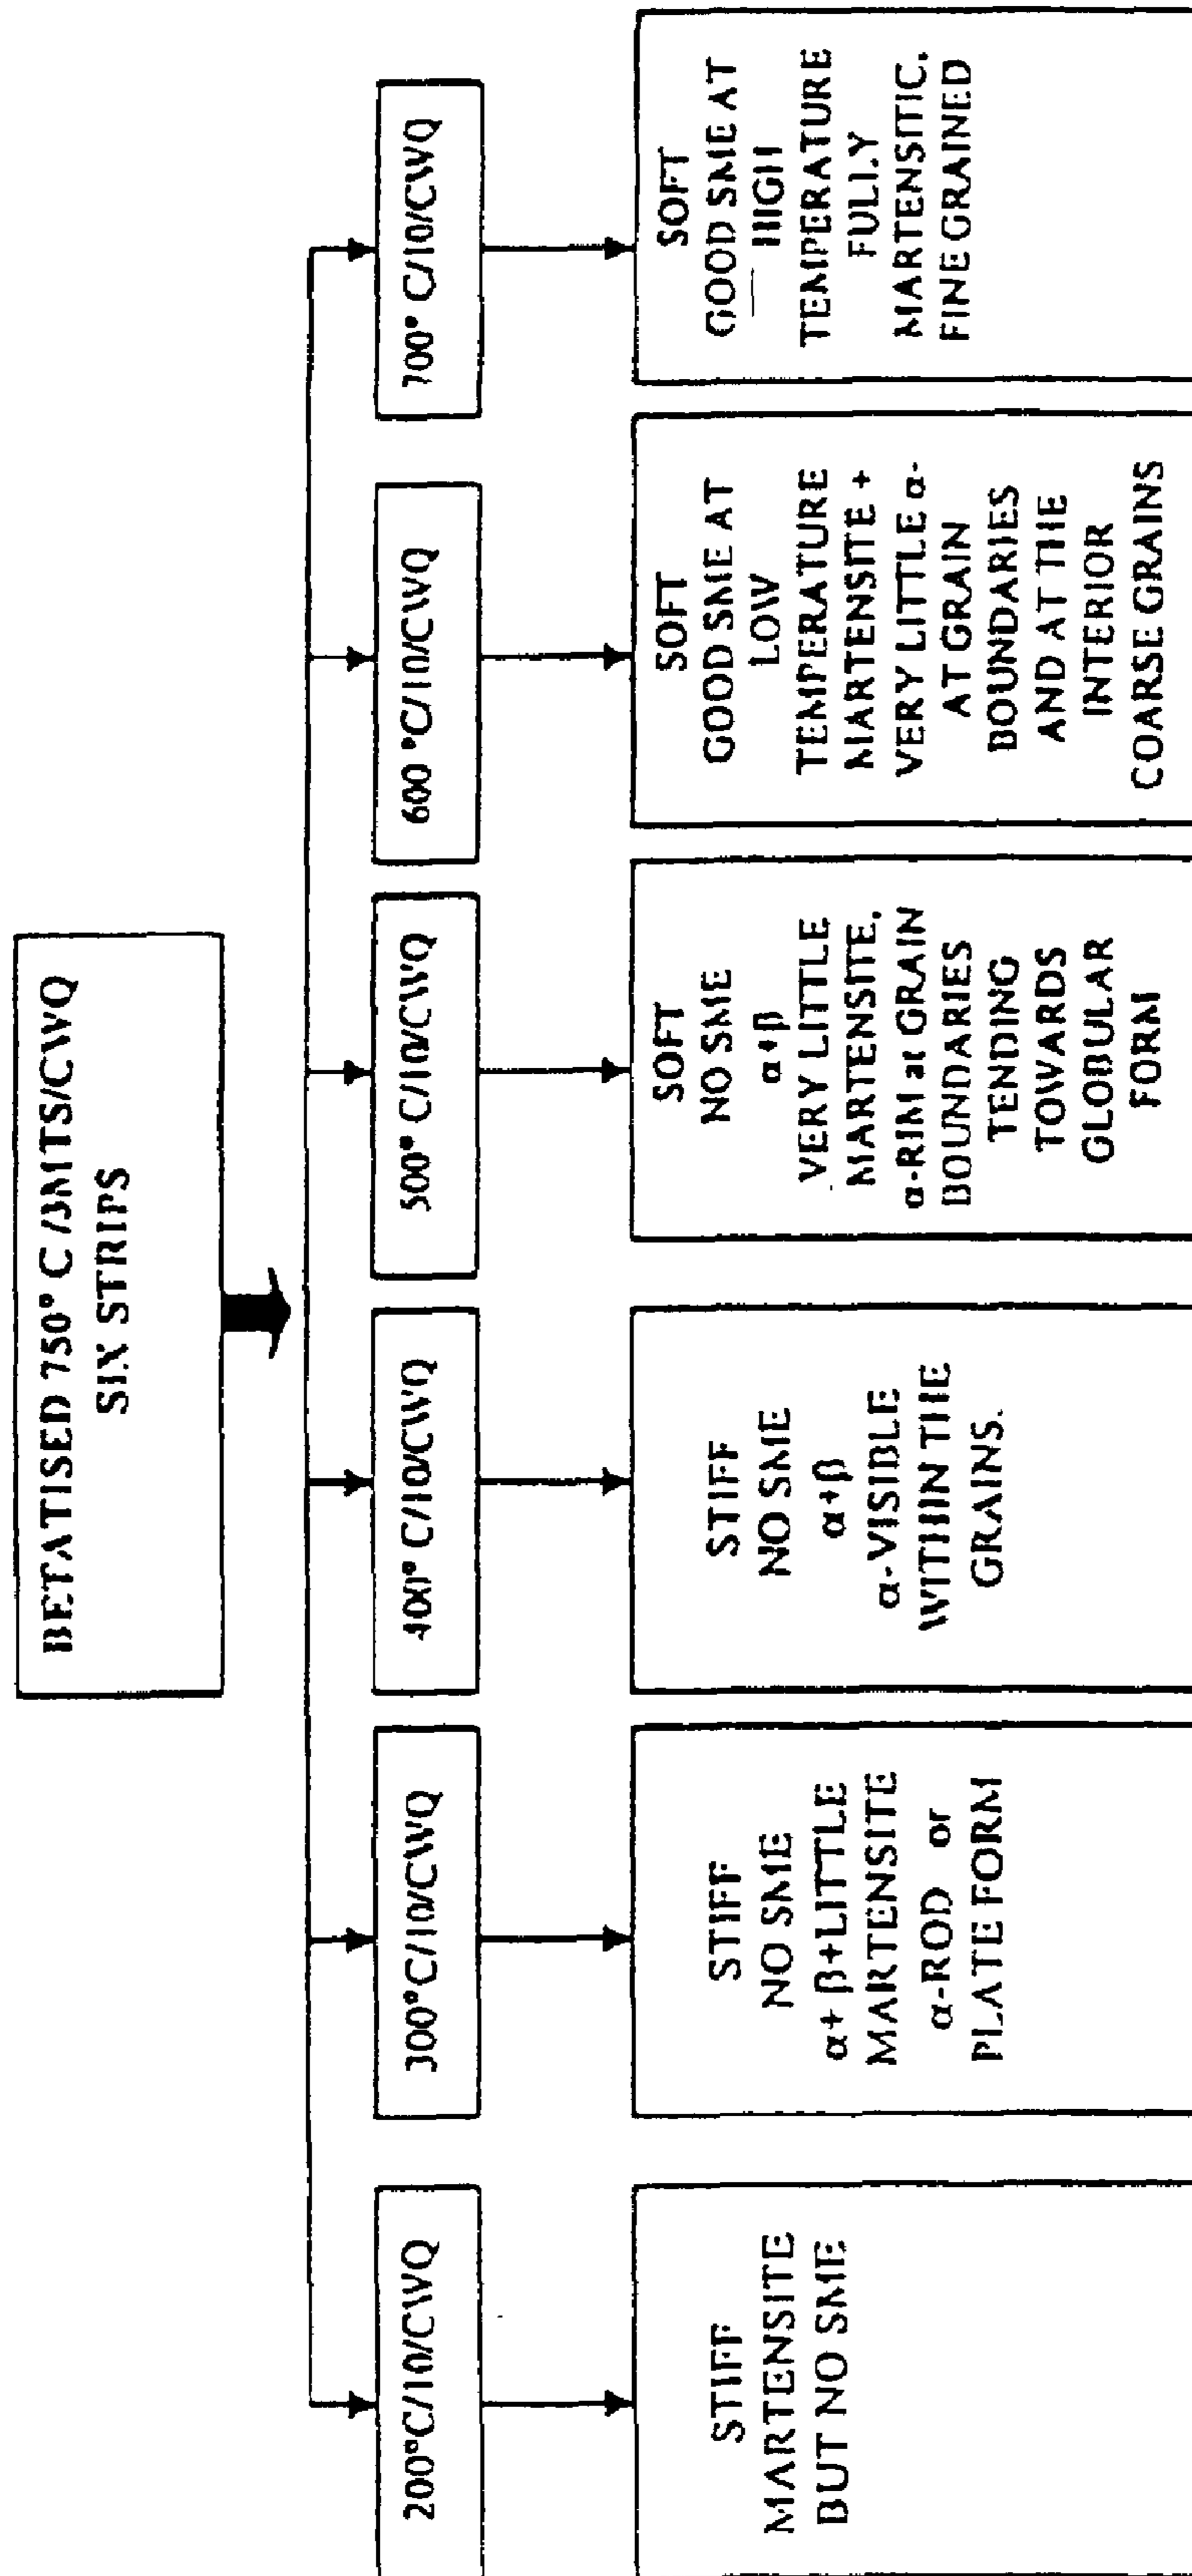 BETATISED 750° C /3MTS/CWQ
SIX STRIPS
200°C/10/CWQ
300°C/10/CWQ
400° C/10/CWQ
500° C/10/CWQ
600 °C/10/CWQ
700° C/10/CWQ
STIFF
MARTENSITE
BUT NO SME
STIFF
NO SME
α+ β+LITTLE
MARTENSITE
α-ROD or
PLATE FORM
STIFF
NO SME
α+β
α-VISIBLE
WITHIN THE
GRAINS.
SOFT
NO SME
α+β
VERY LITTLE
MARTENSITE.
α-RIM at GRAIN
BOUNDARIES
TENDING
TOWARDS
GLOBULAR
FORM
SOFT
GOOD SME AT
LOW
TEMPERATURE
MARTENSITE +
VERY LITTLE α-
AT GRAIN
BOUNDARIES
AND AT THE
INTERIOR
COARSE GRAINS
SOFT
GOOD SME AT
HIGH
TEMPERATURE
FULLY
MARTENSITIC.
FINE GRAINED